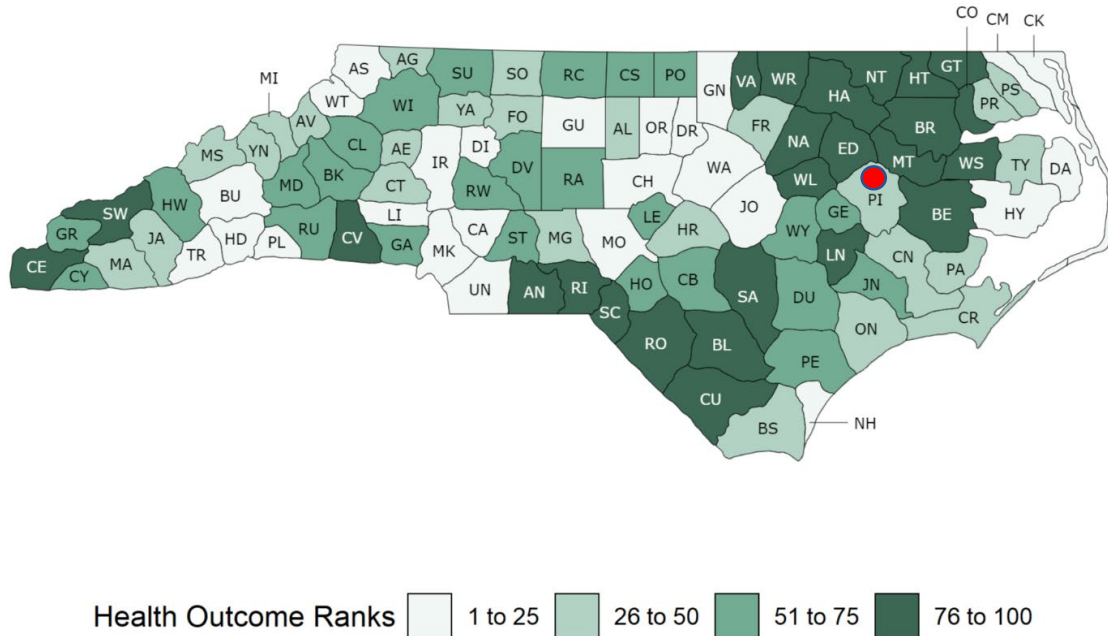 CO CM CK
MI
AS AG SU SO RC CS PO GN VA WR NT HT GT
WT WI YA FO GU AL OR DR FR HA PR PS
AV CL AE IR DI DV NA ED BR
MS YN CT RW RA CH WA WL MT WS TY DA
BU MD BK LI JO PI BE HY
SW HW RU CV GA CA ST MG MO LE HR WY GE
GR JA TR HD PL MK LN CN PA
CE CY MA UN AN RI HO CB SA DU JN
SC RO BL ON CR
PE
CU
BS NH
Health Outcome Ranks 1 to 25 26 to 50 51 to 75 76 to 100